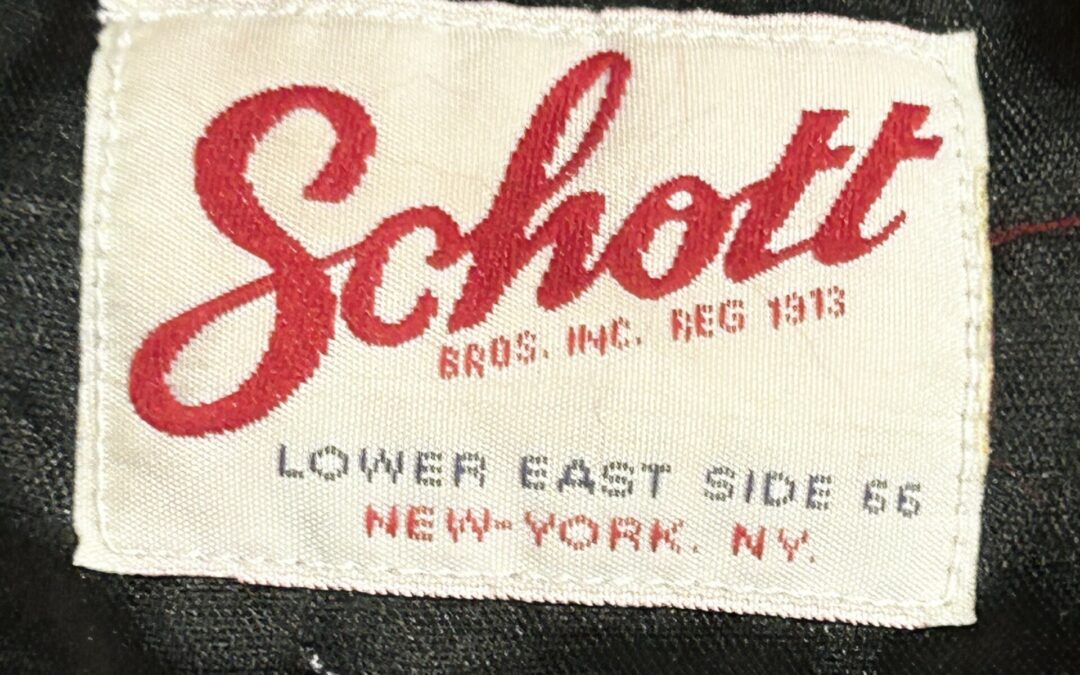 Schott
BROS. INC. REG 1913
LOWER EAST SIDE 66
NEW-YORK. NY.